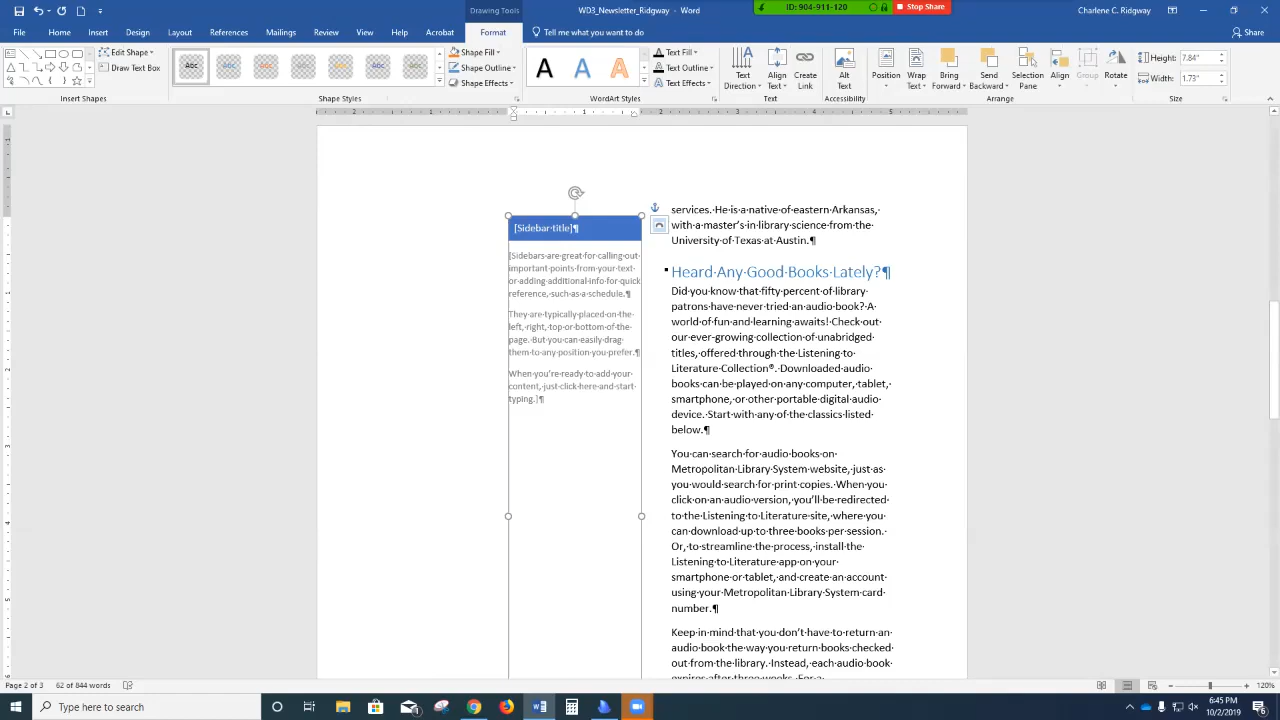 Drawing Tools
WD3_Newsletter_Ridgway - Word
ID: 904-911-120
Stop Share
Charlene C. Ridgway
File
Home
Insert
Design
Layout
References
Mailings
Review
View
Help
Acrobat
Format
Tell me what you want to do
Share
Edit Shape
Draw Text Box
Insert Shapes
Abc
Abc
Abc
Abc
Abc
Abc
Abc
Shape Fill
Shape Outline
Shape Effects
Shape Styles
A
A
A
Text Fill
Text Outline
Text Effects
WordArt Styles
Text Direction
Align Text
Create Link
Text
Alt Text
Accessibility
Position
Wrap Text
Bring Forward
Send Backward
Selection Pane
Align
Group
Rotate
Arrange
Height: 7.84"
Width: 1.73"
Size
[Sidebar·title]¶
[Sidebars·are·great·for·calling·out·
important·points·from·your·text·
or·adding·additional·info·for·quick·
reference,·such·as·a·schedule.¶
They·are·typically·placed·on·the·
left,·right,·top·or·bottom·of·the·
page.·But·you·can·easily·drag·
them·to·any·position·you·prefer.¶
When·you're·ready·to·add·your·
content,·just·click·here·and·start·
typing.]¶
services.·He·is·a·native·of·eastern·Arkansas,·
with·a·master's·in·library·science·from·the·
University·of·Texas·at·Austin.¶
Heard·Any·Good·Books·Lately?¶
Did·you·know·that·fifty·percent·of·library·
patrons·have·never·tried·an·audio·book?·A·
world·of·fun·and·learning·awaits!·Check·out·
our·ever-growing·collection·of·unabridged·
titles,·offered·through·the·Listening·to·
Literature·Collection®.·Downloaded·audio·
books·can·be·played·on·any·computer,·tablet,·
smartphone,·or·other·portable·digital·audio·
device.·Start·with·any·of·the·classics·listed·
below.¶
You·can·search·for·audio·books·on·
Metropolitan·Library·System·website,·just·as·
you·would·search·for·print·copies.·When·you·
click·on·an·audio·version,·you'll·be·redirected·
to·the·Listening·to·Literature·site,·where·you·
can·download·up·to·three·books·per·session.·
Or,·to·streamline·the·process,·install·the·
Listening·to·Literature·app·on·your·
smartphone·or·tablet,·and·create·an·account·
using·your·Metropolitan·Library·System·card·
number.¶
Keep·in·mind·that·you·don't·have·to·return·an·
audio·book·the·way·you·return·books·checked·
out·from·the·library.·Instead,·each·audio·book·
expires·after·three·weeks.·For·a·
Page 2 of 3
62 of 844 words
120%
Type here to search
6:45 PM
10/2/2019